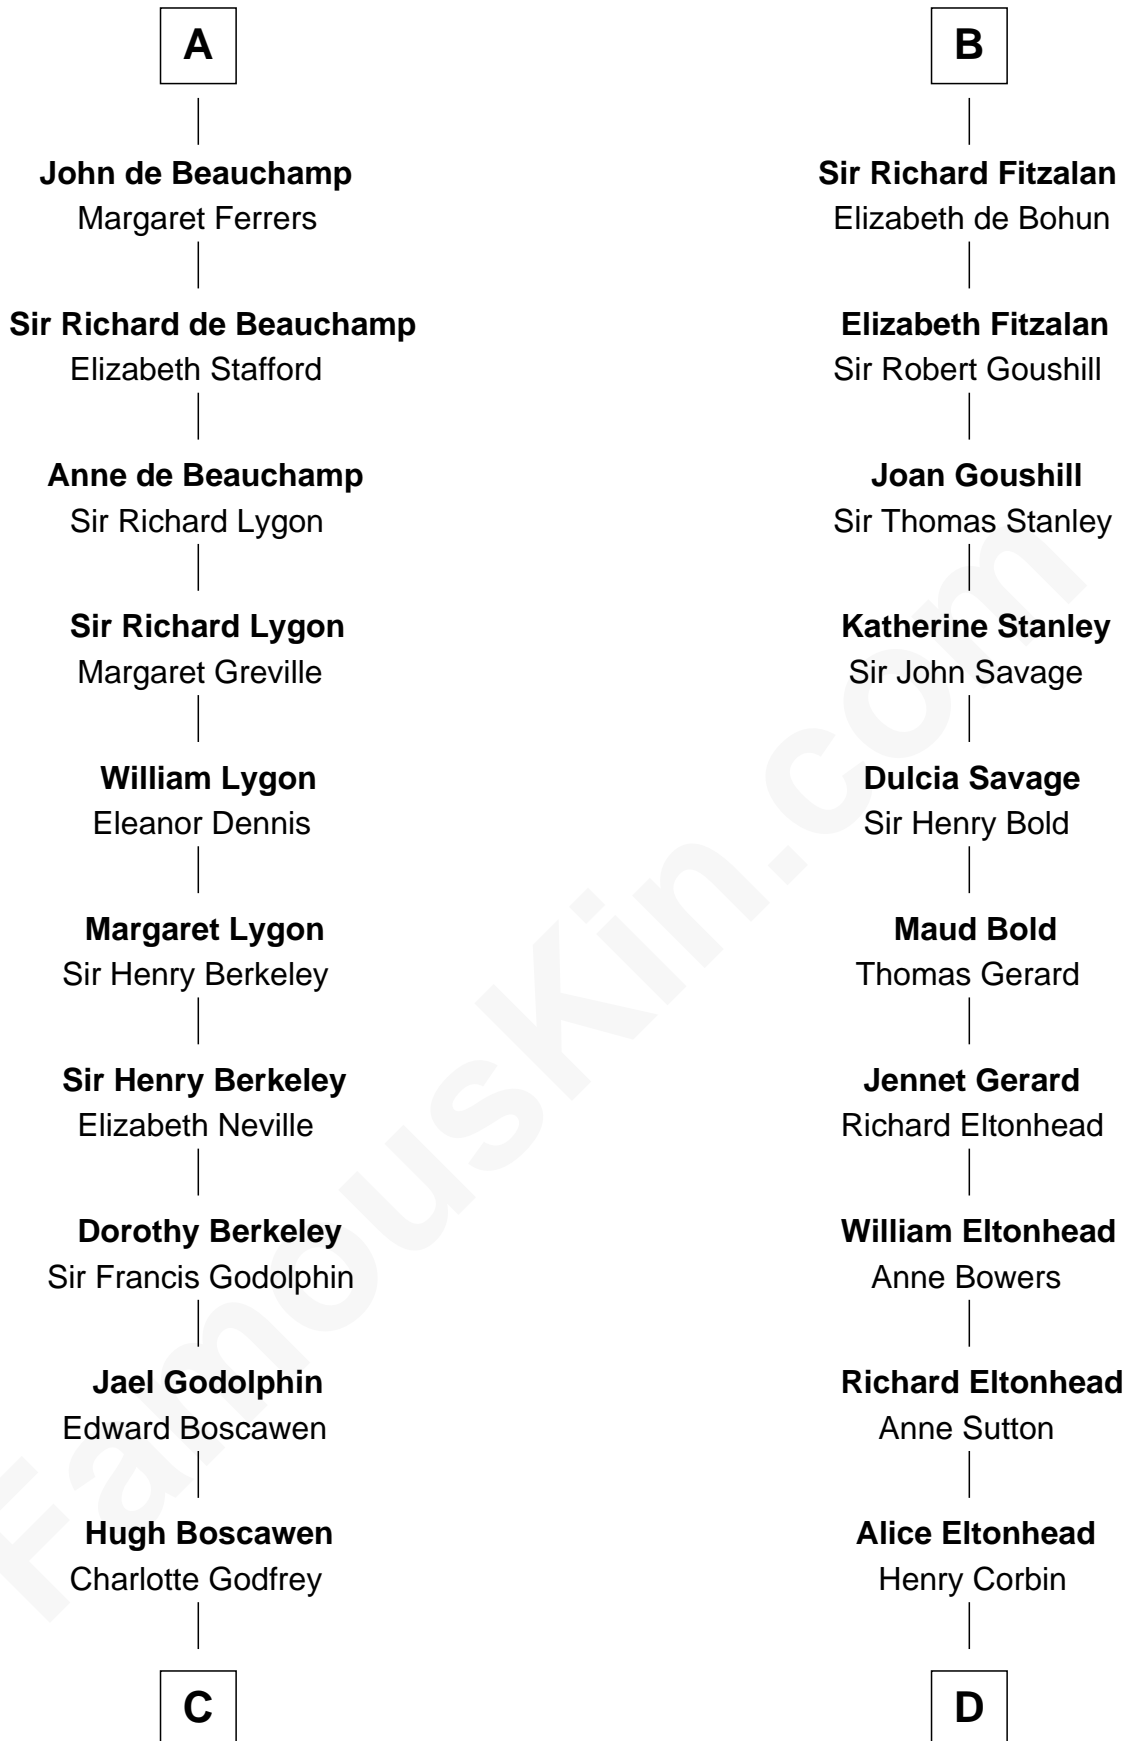 A
John de Beauchamp
Margaret Ferrers
Sir Richard de Beauchamp
Elizabeth Stafford
Anne de Beauchamp
Sir Richard Lygon
Sir Richard Lygon
Margaret Greville
William Lygon
Eleanor Dennis
Margaret Lygon
Sir Henry Berkeley
Sir Henry Berkeley
Elizabeth Neville
Dorothy Berkeley
Sir Francis Godolphin
Jael Godolphin
Edward Boscawen
Hugh Boscawen
Charlotte Godfrey
C
B
Sir Richard Fitzalan
Elizabeth de Bohun
Elizabeth Fitzalan
Sir Robert Goushill
Joan Goushill
Sir Thomas Stanley
Katherine Stanley
Sir John Savage
Dulcia Savage
Sir Henry Bold
Maud Bold
Thomas Gerard
Jennet Gerard
Richard Eltonhead
William Eltonhead
Anne Bowers
Richard Eltonhead
Anne Sutton
Alice Eltonhead
Henry Corbin
D
FamousKin.com